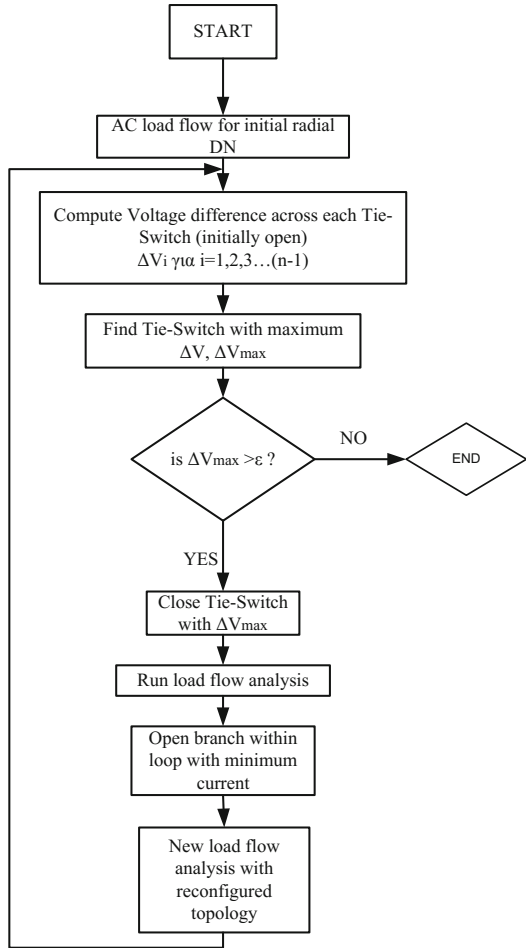 START
AC load flow for initial radial
DN
Compute Voltage difference across each Tie-
Switch (initially open)
ΔVi για i=1,2,3…(n-1)
Find Tie-Switch with maximum
ΔV, ΔVmax
is ΔVmax >ε ?
NO
END
YES
Close Tie-Switch
with ΔVmax
Run load flow analysis
Open branch within
loop with minimum
current
New load flow
analysis with
reconfigured
topology